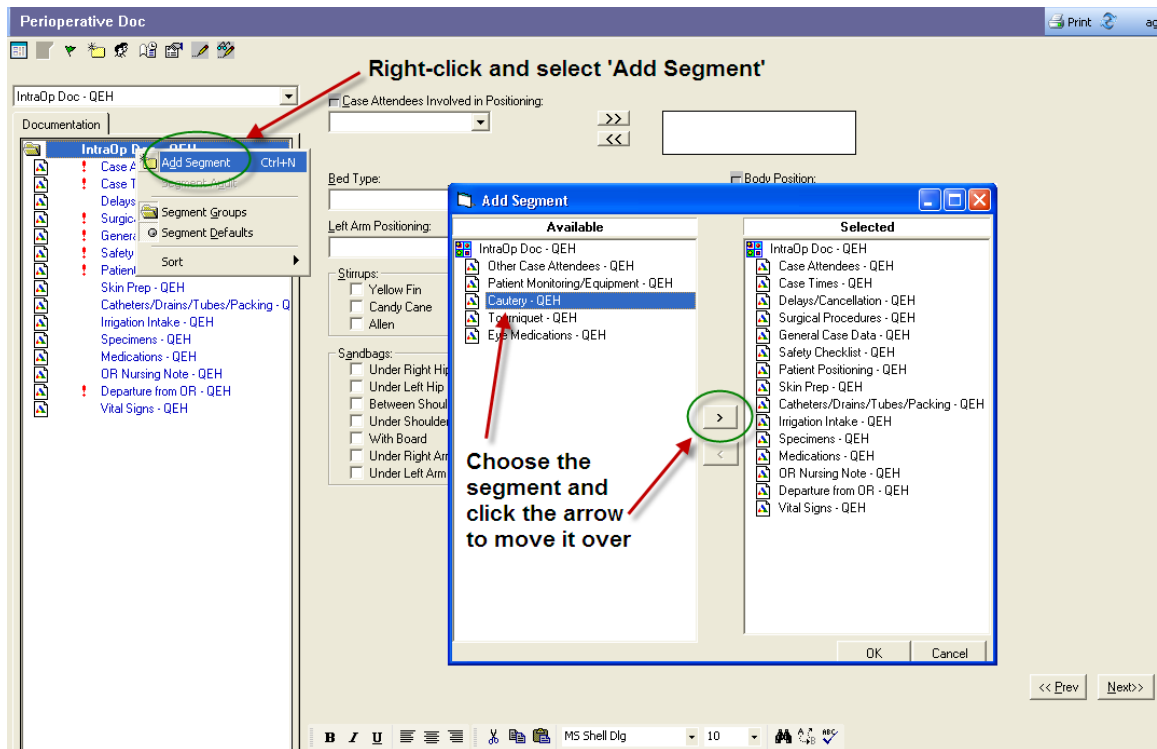 Perioperative Doc
Print
ag
Right-click and select 'Add Segment'
IntraOp Doc - QEH
Documentation
IntraOp D
QEH
Case A
Case T
Delays
Surgic
Genera
Safety
Patient
Skin Prep - QEH
Catheters/Drains/Tubes/Packing - Q
Irrigation Intake - QEH
Specimens - QEH
Medications - QEH
OR Nursing Note - QEH
Departure from OR - QEH
Vital Signs - QEH
Add Segment Ctrl+N
Segment Audit
Segment Groups
Segment Defaults
Sort
Case Attendees Involved in Positioning:
>>
<<
Bed Type:
Body Position:
Left Arm Positioning:
Stirrups:
Yellow Fin
Candy Cane
Allen
Sandbags:
Under Right Hip
Under Left Hip
Between Shoul
Under Shoulder
With Board
Under Right Arm
Under Left Arm
Add Segment
Available
IntraOp Doc - QEH
Other Case Attendees - QEH
Patient Monitoring/Equipment - QEH
Cautery - QEH
Tourniquet - QEH
Eye Medications - QEH
>
<
Selected
IntraOp Doc - QEH
Case Attendees - QEH
Case Times - QEH
Delays/Cancellation - QEH
Surgical Procedures - QEH
General Case Data - QEH
Safety Checklist - QEH
Patient Positioning - QEH
Skin Prep - QEH
Catheters/Drains/Tubes/Packing - QEH
Irrigation Intake - QEH
Specimens - QEH
Medications - QEH
OR Nursing Note - QEH
Departure from OR - QEH
Vital Signs - QEH
Choose the
segment and
click the arrow
to move it over
OK
Cancel
<< Prev
Next>>
B I U
MS Shell Dlg
10